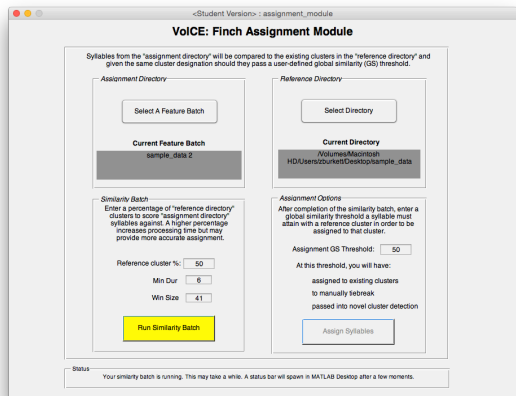 <Student Version> : assignment_module
VoICE: Finch Assignment Module
Syllables from the "assignment directory" will be compared to the existing clusters in the "reference directory" and
given the same cluster designation should they pass a user-defined global similarity (GS) threshold.
Assignment Directory
Select A Feature Batch
Current Feature Batch
sample_data 2
Reference Directory
Select Directory
Current Directory
/Volumes/Macintosh
HD/Users/zburkett/Desktop/sample_data
Similarity Batch
Enter a percentage of "reference directory"
clusters to score "assignment directory"
syllables against. A higher percentage
increases processing time but may
provide more accurate assignment.
Reference cluster %: 50
Min Dur 6
Win Size 41
Run Similarity Batch
Assignment Options
After completion of the similarity batch, enter a
global similarity threshold a syllable must
attain with a reference cluster in order to be
assigned to that cluster.
Assignment GS Threshold: 50
At this threshold, you will have:
assigned to existing clusters
to manually tiebreak
passed into novel cluster detection
Assign Syllables
Status
Your similarity batch is running. This may take a while. A status bar will spawn in MATLAB Desktop after a few moments.